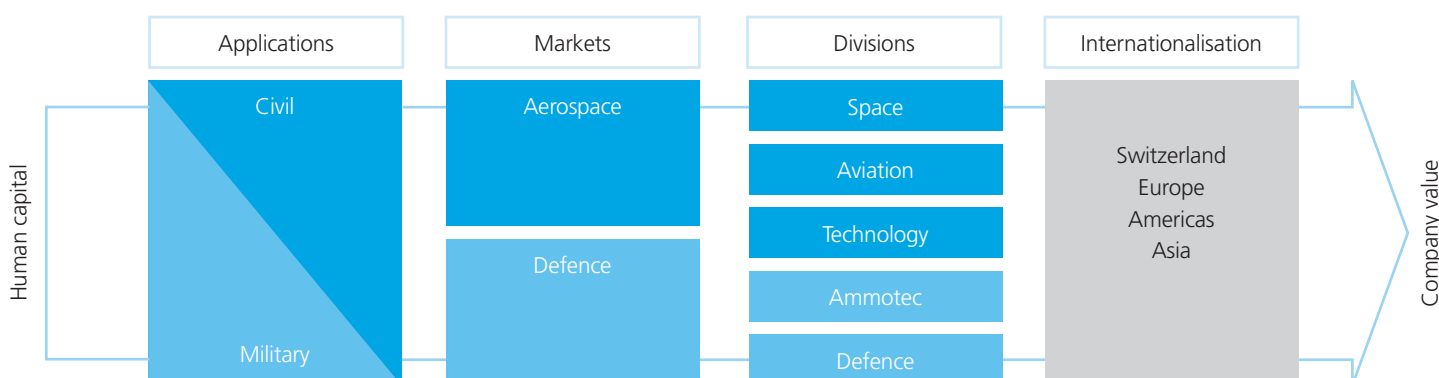 Applications
Markets
Divisions
Internationalisation
Human capital
Civil
Military
Aerospace
Defence
Space
Aviation
Technology
Ammotec
Defence
Switzerland
Europe
Americas
Asia
Company value